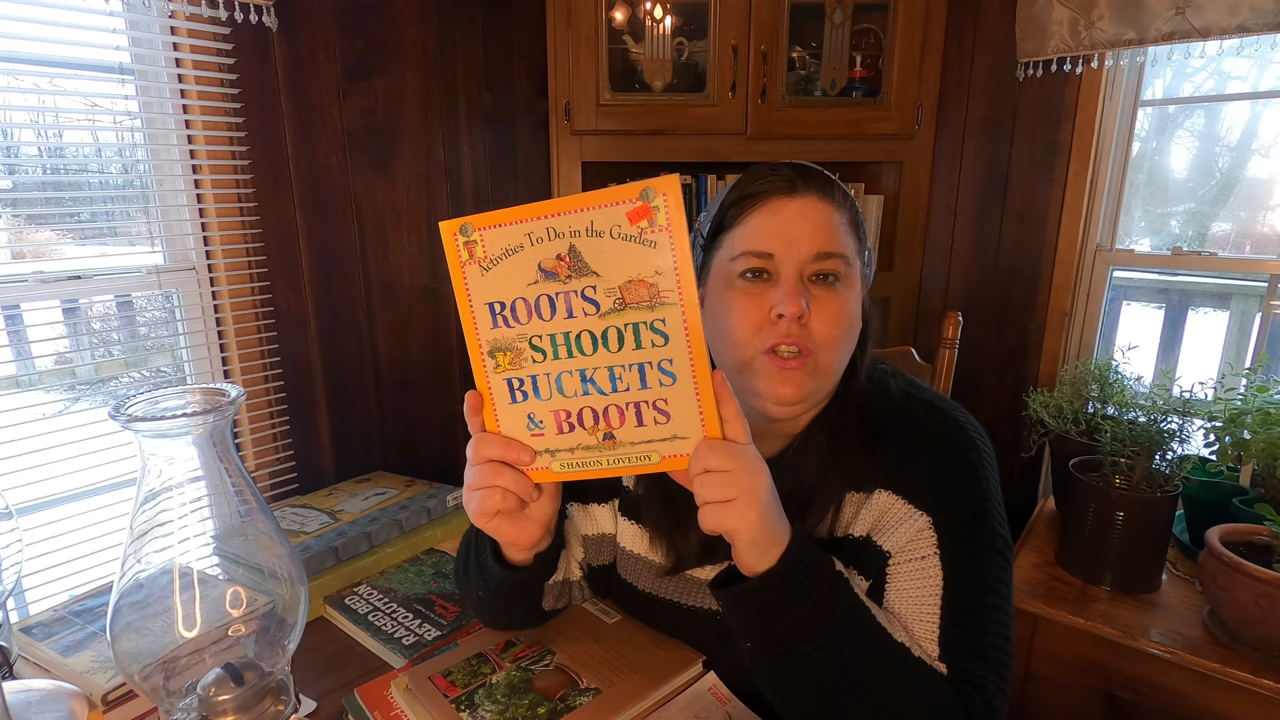 Activities To Do in the Garden
ROOTS
SHOOTS
BUCKETS
& BOOTS
SHARON LOVEJOY
RAISED BED
REVOLUTION